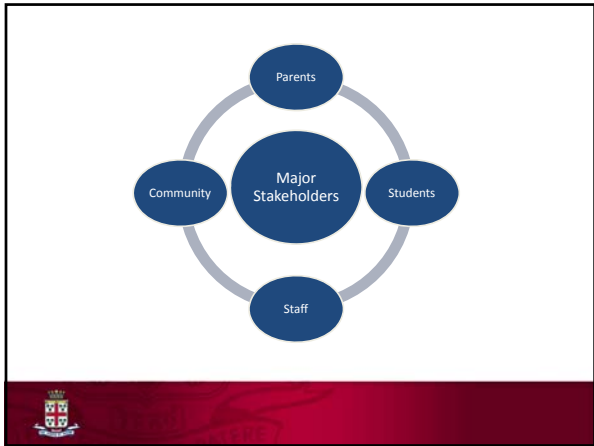 Parents
Major
Stakeholders
Community
Students
Staff